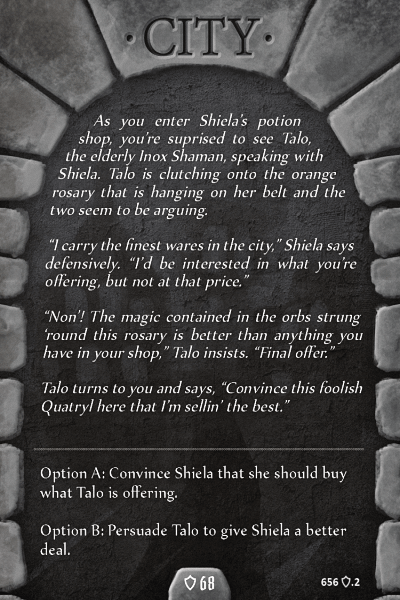 ·CITY·
As you enter Shiela's potion
shop, you're suprised to see Talo,
the elderly Inox Shaman, speaking with
Shiela. Talo is clutching onto the orange
rosary that is hanging on her belt and the
two seem to be arguing.
"I carry the finest wares in the city," Shiela says
defensively. "I'd be interested in what you're
offering, but not at that price."
"Non'! The magic contained in the orbs strung
'round this rosary is better than anything you
have in your shop," Talo insists. "Final offer."
Talo turns to you and says, "Convince this foolish
Quatryl here that I'm sellin' the best."
Option A: Convince Shiela that she should buy
what Talo is offering.
Option B: Persuade Talo to give Shiela a better
deal.
68
656 .2